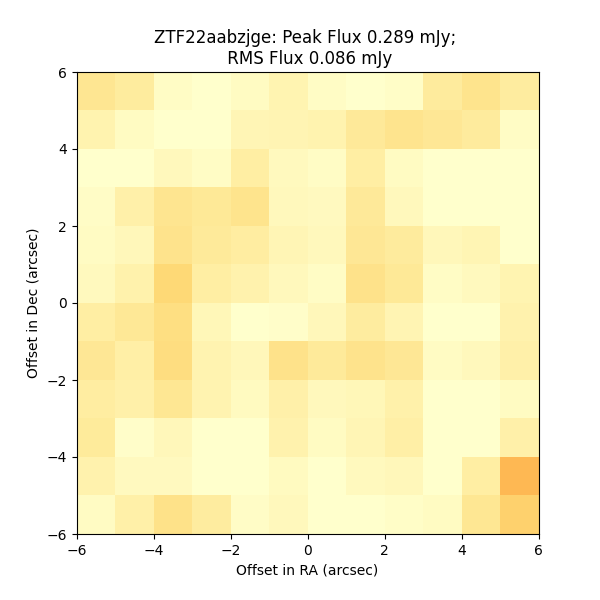 ZTF22aabzjge: Peak Flux 0.289 mJy;
RMS Flux 0.086 mJy
6
4
2
0
−2
−4
−6
Offset in Dec (arcsec)
−6 −4 −2 0 2 4 6
Offset in RA (arcsec)